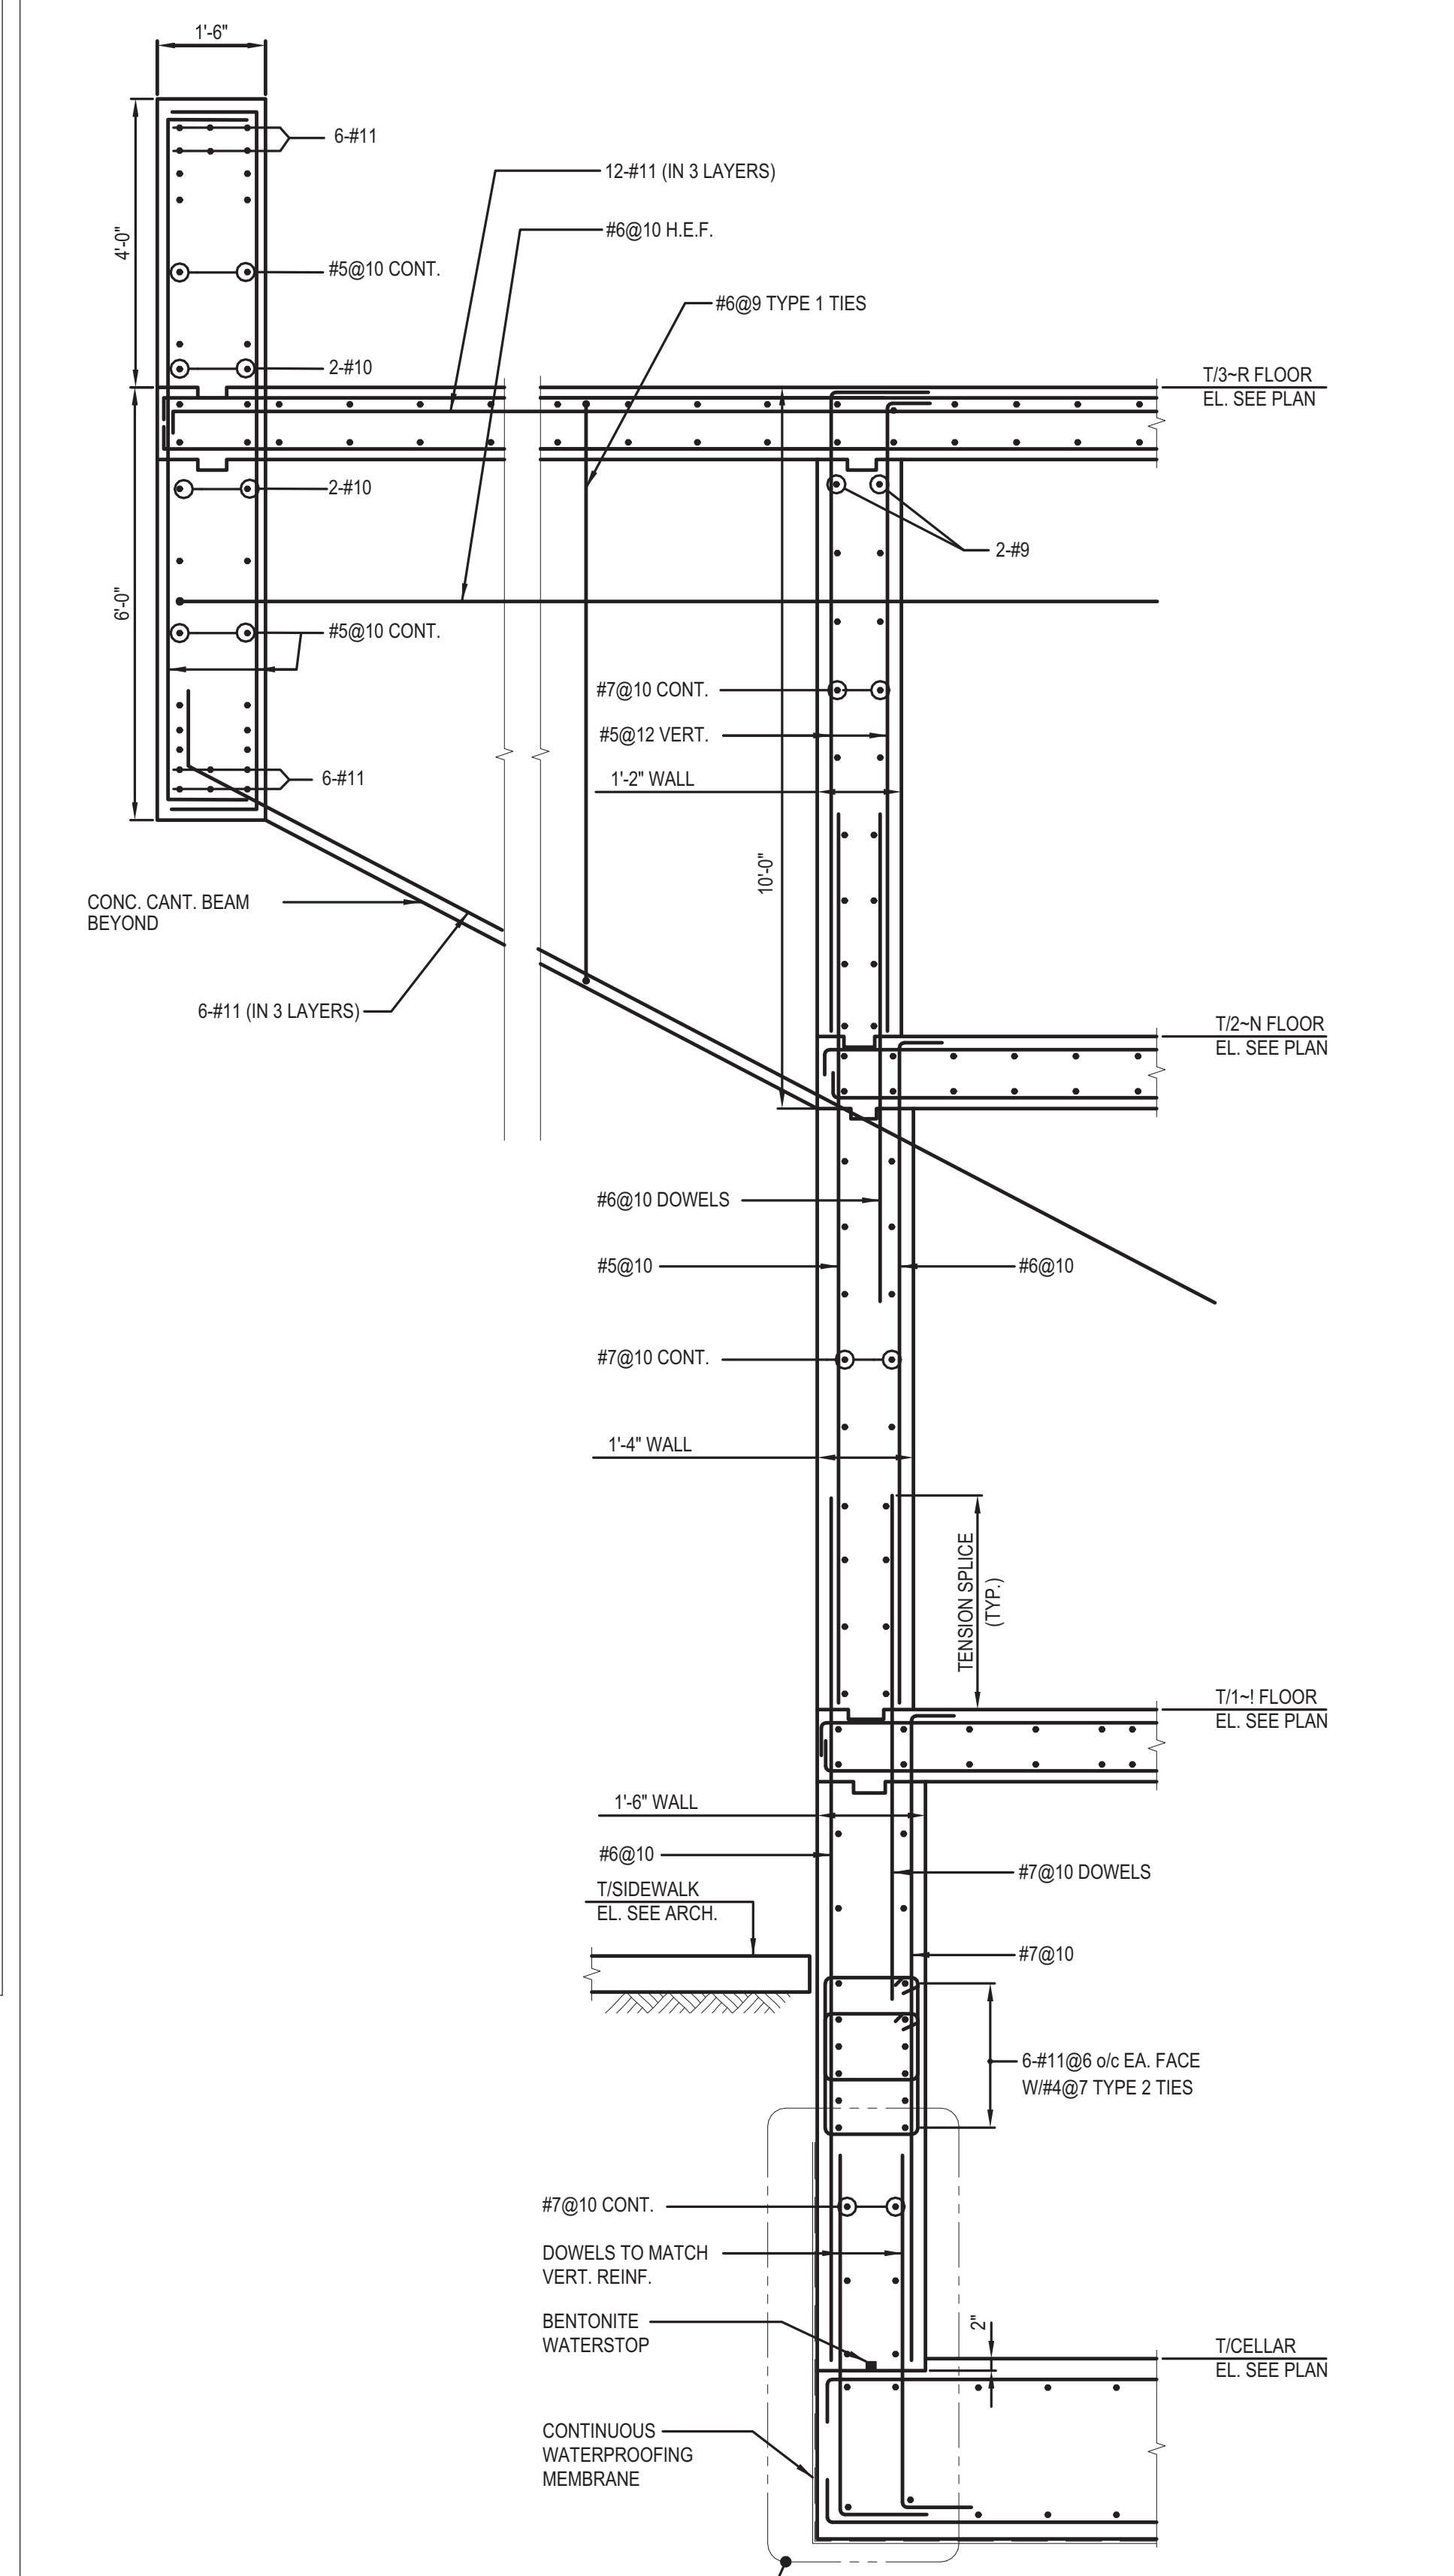 1'-6"
6-#11
12-#11 (IN 3 LAYERS)
#6@10 H.E.F.
4'-0"
#5@10 CONT.
#6@9 TYPE 1 TIES
2-#10
T/3~R FLOOR
EL. SEE PLAN
2-#10
2-#9
6'-0"
#5@10 CONT.
#7@10 CONT.
#5@12 VERT.
6-#11
1'-2" WALL
10'-0"
CONC. CANT. BEAM
BEYOND
6-#11 (IN 3 LAYERS)
T/2~N FLOOR
EL. SEE PLAN
#6@10 DOWELS
#5@10
#6@10
#7@10 CONT.
1'-4" WALL
TENSION SPLICE
(TYP.)
T/1~! FLOOR
EL. SEE PLAN
1'-6" WALL
#6@10
#7@10 DOWELS
T/SIDEWALK
EL. SEE ARCH.
#7@10
6-#11@6 o/c EA. FACE
W/#4@7 TYPE 2 TIES
#7@10 CONT.
DOWELS TO MATCH
VERT. REINF.
BENTONITE
WATERSTOP
2"
T/CELLAR
EL. SEE PLAN
CONTINUOUS
WATERPROOFING
MEMBRANE